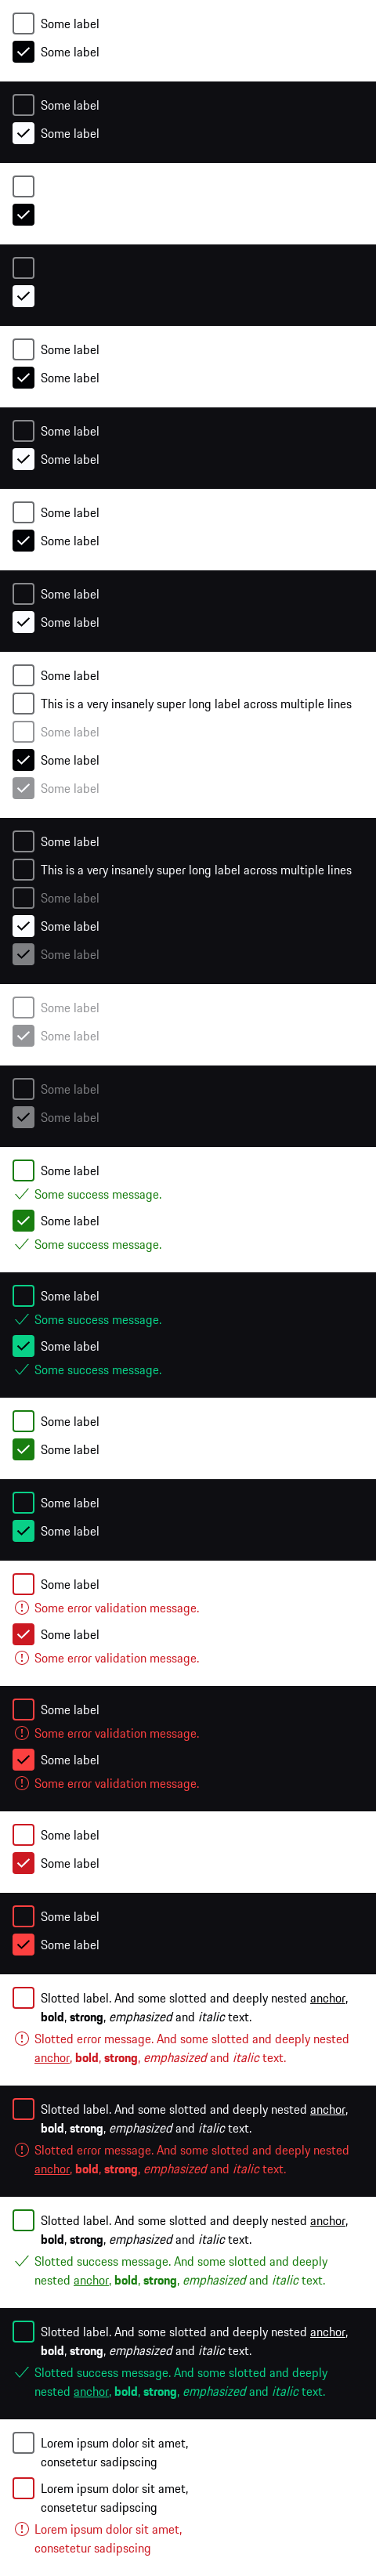 Some label
Some label
Some label
Some label
Some label
Some label
Some label
Some label
Some label
Some label
Some label
Some label
Some label
This is a very insanely super long label across multiple lines
Some label
Some label
Some label
Some label
This is a very insanely super long label across multiple lines
Some label
Some label
Some label
Some label
Some label
Some label
Some label
Some label
Some success message.
Some label
Some success message.
Some label
Some success message.
Some label
Some success message.
Some label
Some label
Some label
Some label
Some label
Some error validation message.
Some label
Some error validation message.
Some label
Some error validation message.
Some label
Some error validation message.
Some label
Some label
Some label
Some label
Slotted label. And some slotted and deeply nested anchor,
bold, strong, emphasized and italic text.
Slotted error message. And some slotted and deeply nested
anchor, bold, strong, emphasized and italic text.
Slotted label. And some slotted and deeply nested anchor,
bold, strong, emphasized and italic text.
Slotted error message. And some slotted and deeply nested
anchor, bold, strong, emphasized and italic text.
Slotted label. And some slotted and deeply nested anchor,
bold, strong, emphasized and italic text.
Slotted success message. And some slotted and deeply
nested anchor, bold, strong, emphasized and italic text.
Slotted label. And some slotted and deeply nested anchor,
bold, strong, emphasized and italic text.
Slotted success message. And some slotted and deeply
nested anchor, bold, strong, emphasized and italic text.
Lorem ipsum dolor sit amet,
consetur sadipscing
Lorem ipsum dolor sit amet,
consetetur sadipscing
Lorem ipsum dolor sit amet,
consetetur sadipscing